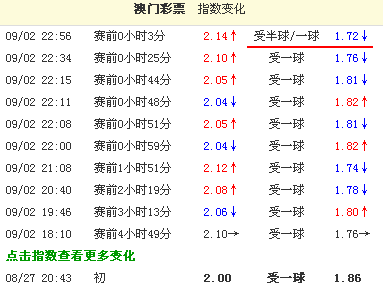 澳门彩票 指数变化
09/02 22:56 赛前0小时3分 2.14↑ 受半球/一球 1.72↓
09/02 22:34 赛前0小时25分 2.10↑ 受一球 1.76↓
09/02 22:15 赛前0小时44分 2.05↑ 受一球 1.81↓
09/02 22:11 赛前0小时48分 2.04↓ 受一球 1.82↑
09/02 22:08 赛前0小时51分 2.05↑ 受一球 1.81↓
09/02 22:00 赛前0小时59分 2.04↓ 受一球 1.82↑
09/02 21:08 赛前1小时51分 2.12↑ 受一球 1.74↓
09/02 20:40 赛前2小时19分 2.08↑ 受一球 1.78↓
09/02 19:46 赛前3小时13分 2.06↓ 受一球 1.80↑
09/02 18:10 赛前4小时49分 2.10→ 受一球 1.76→
点击指数查看更多变化
08/27 20:43 初 2.00 受一球 1.86